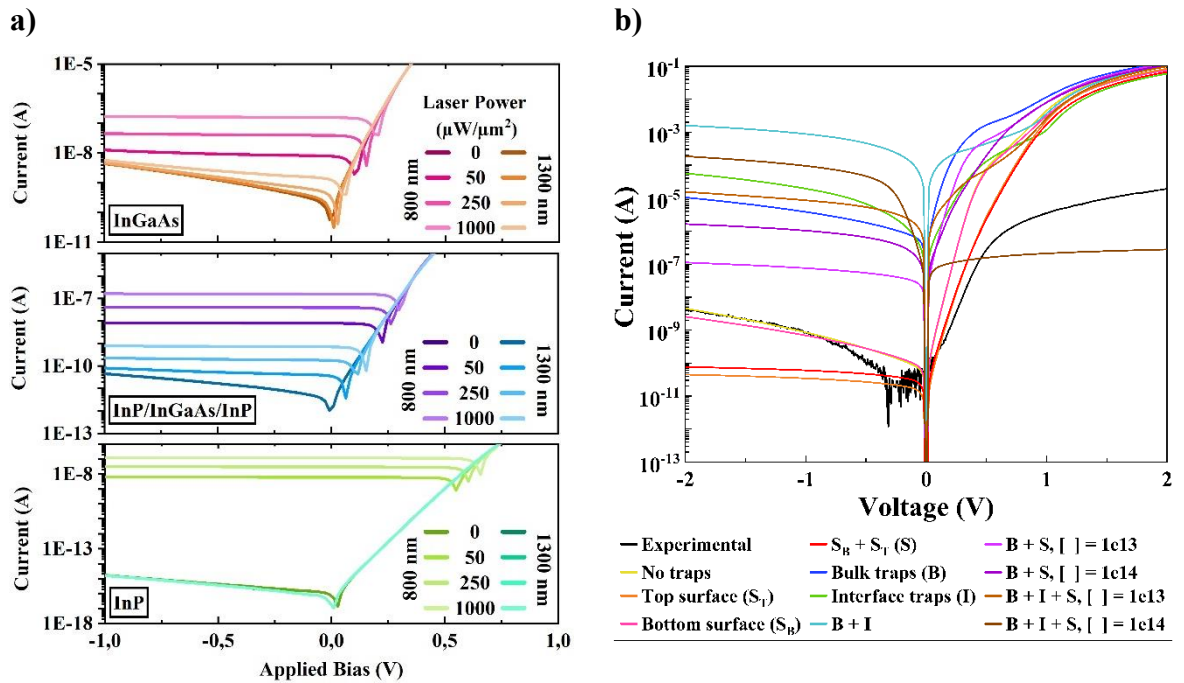 a)
1E-5
1E-8
1E-11
Current (A)
InGaAs
Laser Power
(µW/µm²)
800 nm
0
50
250
1000
1300 nm
1E-7
1E-10
1E-13
Current (A)
InP/InGaAs/InP
800 nm
0
50
250
1000
1300 nm
1E-8
1E-13
1E-18
Current (A)
InP
800 nm
0
50
250
1000
1300 nm
-1,0 -0,5 0,0 0,5 1,0
Applied Bias (V)
b)
10⁻¹
10⁻³
10⁻⁵
10⁻⁷
10⁻⁹
10⁻¹¹
10⁻¹³
Current (A)
-2 -1 0 1 2
Voltage (V)
Experimental
No traps
Top surface (S_T)
Bottom surface (S_B)
S_B + S_T (S)
Bulk traps (B)
Interface traps (I)
B + I
B + S, [ ] = 1e13
B + S, [ ] = 1e14
B + I + S, [ ] = 1e13
B + I + S, [ ] = 1e14